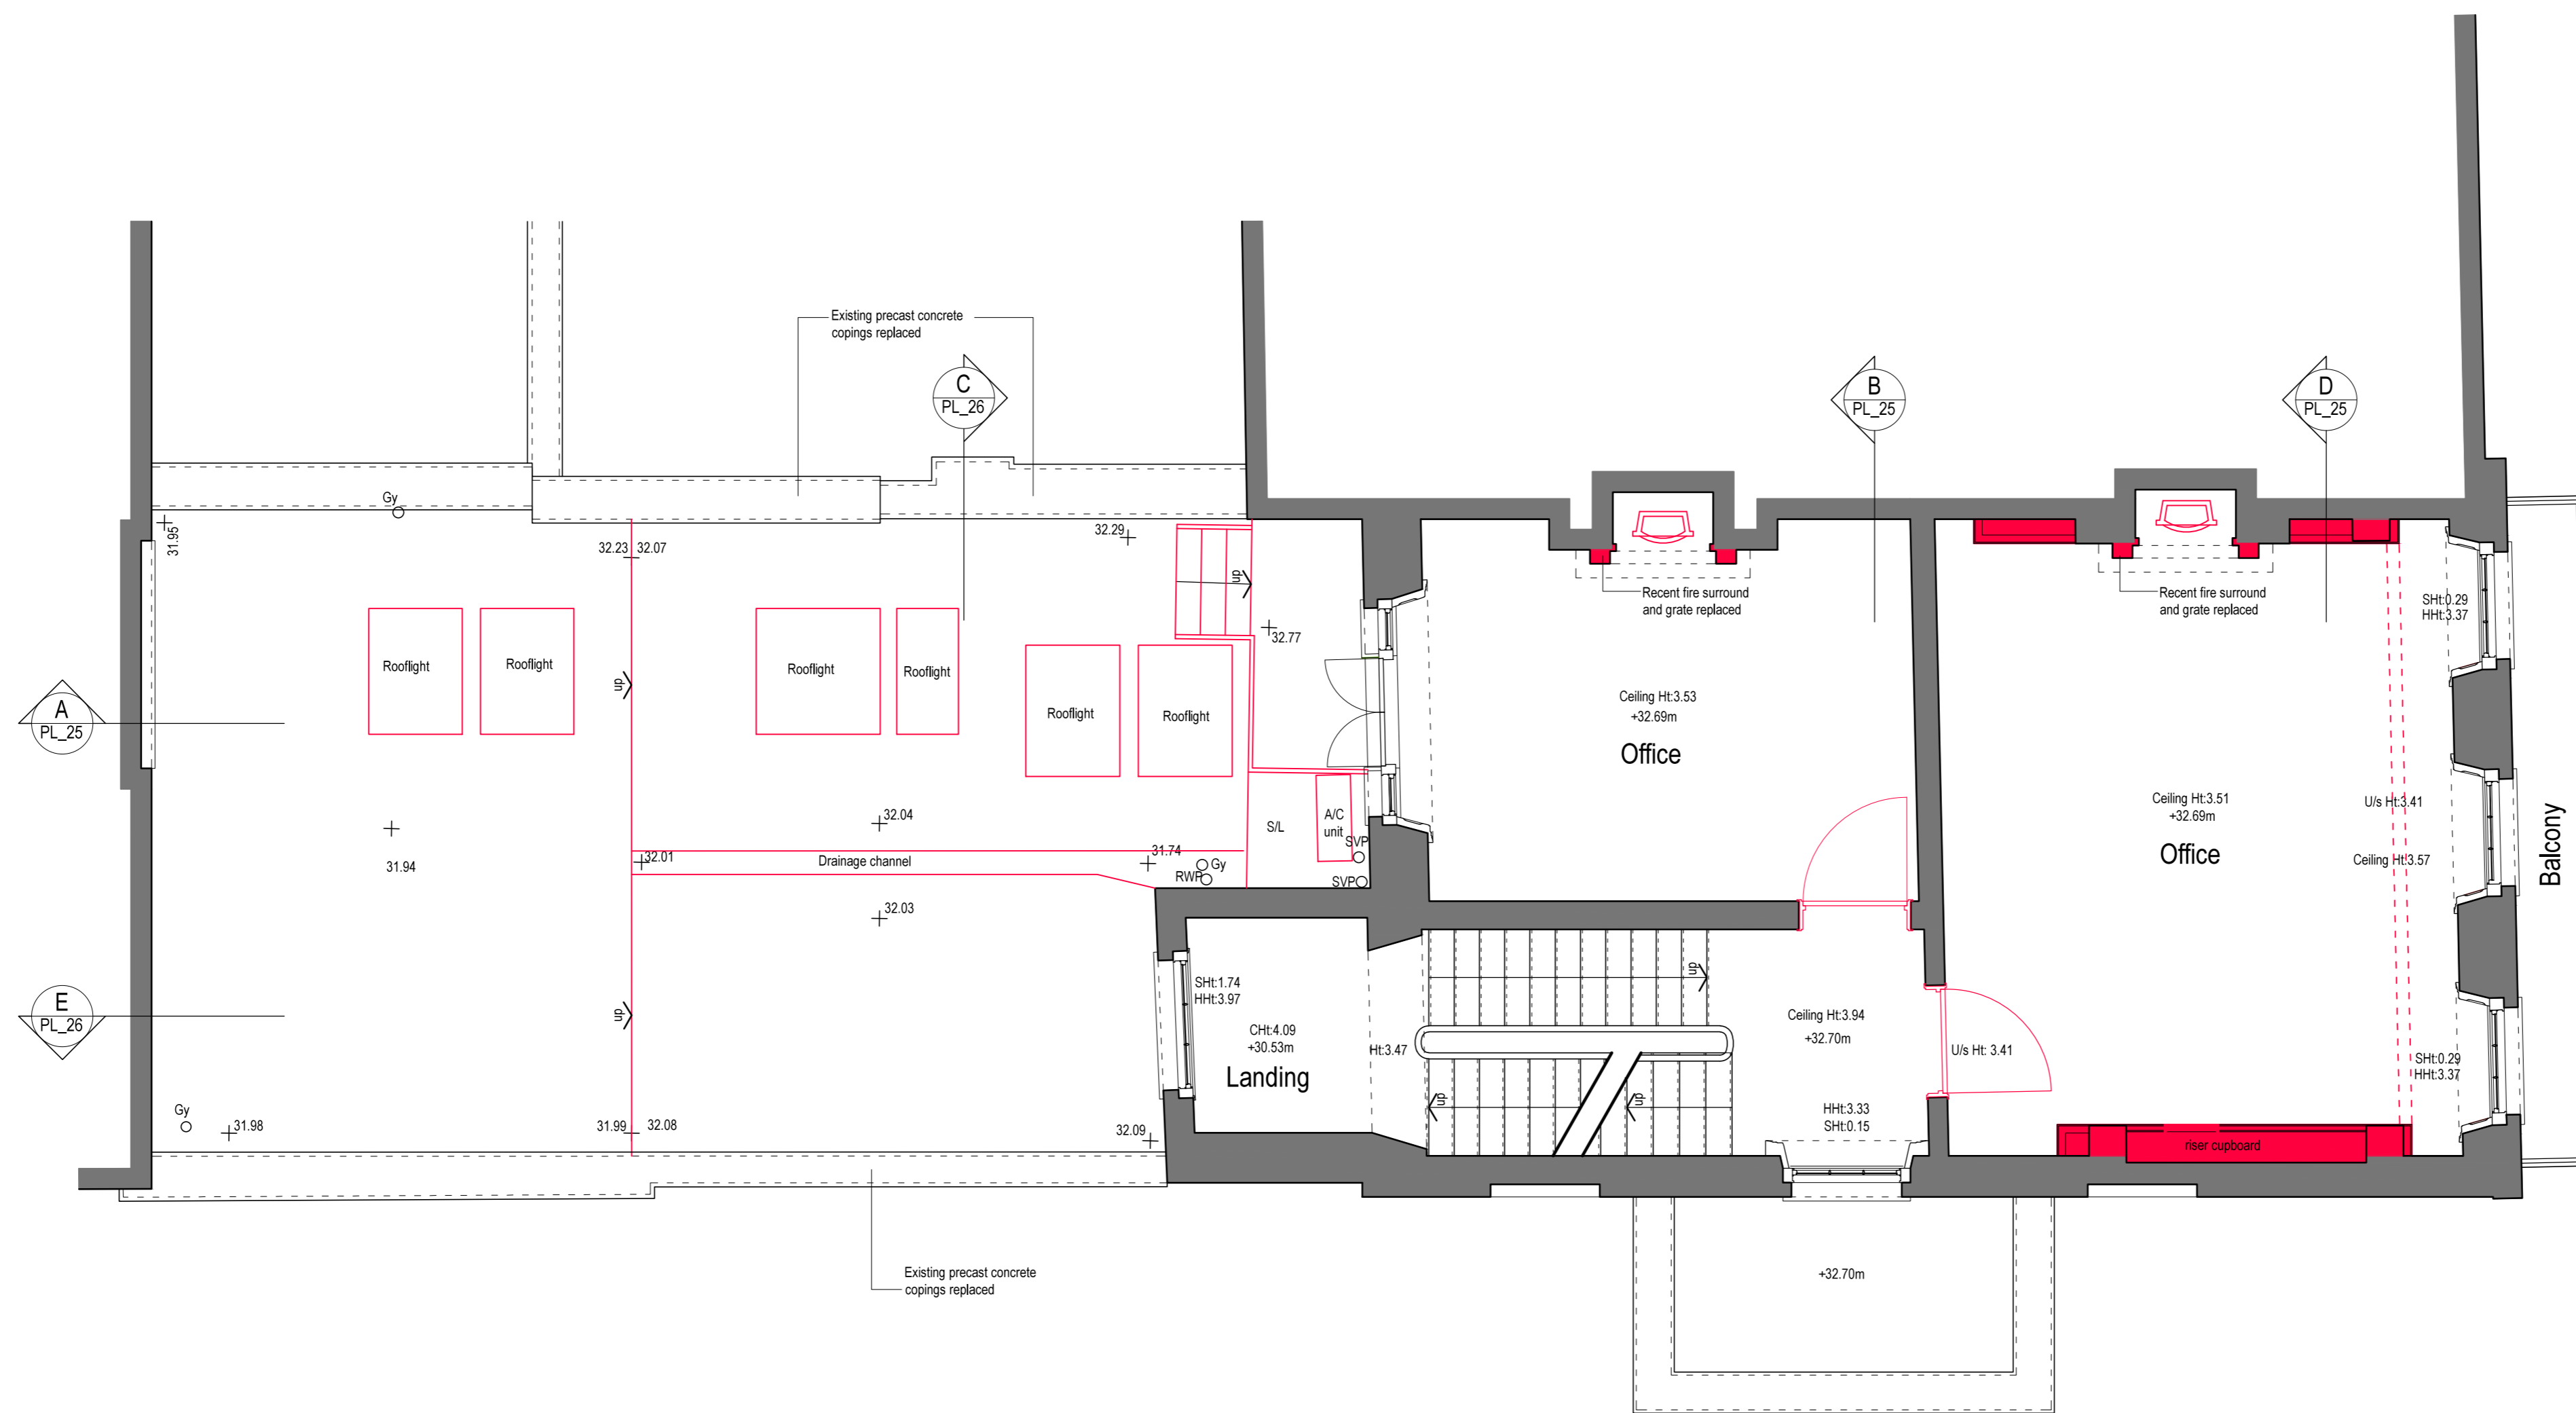 Existing precast concrete
copings replaced
C
PL_26
B
PL_25
D
PL_25
Gy
31.95
32.23
32.07
32.29
dn
32.77
Recent fire surround
and grate replaced
Recent fire surround
and grate replaced
SHt:0.29
HHt:3.37
Rooflight
Rooflight
Rooflight
Rooflight
Rooflight
Rooflight
dn
A
PL_25
Ceiling Ht:3.53
+32.69m
Office
Ceiling Ht:3.51
+32.69m
Office
U/s Ht:3.41
Ceiling Ht:3.57
Balcony
31.94
32.04
32.01
Drainage channel
31.74
Gy
RWP
S/L
A/C
unit
SVP
SVP
32.03
E
PL_26
dn
SHt:1.74
HHt:3.97
CHt:4.09
+30.53m
Landing
Ht:3.47
dn
dn
dn
Ceiling Ht:3.94
+32.70m
U/s Ht: 3.41
HHt:3.33
SHt:0.15
SHt:0.29
HHt:3.37
riser cupboard
Gy
31.98
31.99
32.08
32.09
Existing precast concrete
copings replaced
+32.70m